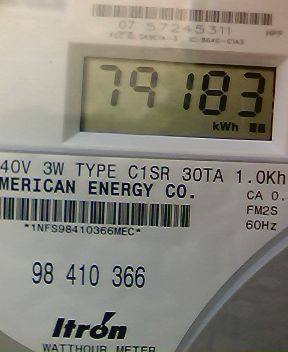 07 57245311
HPP
79183
kWh
40V 3W TYPE C1SR 30TA 1.0Kh
MERICAN ENERGY CO.
CA 0.
FM2S
*1NFS98410366MEC*
60Hz
98 410 366
Itron
WATTHOUR METER